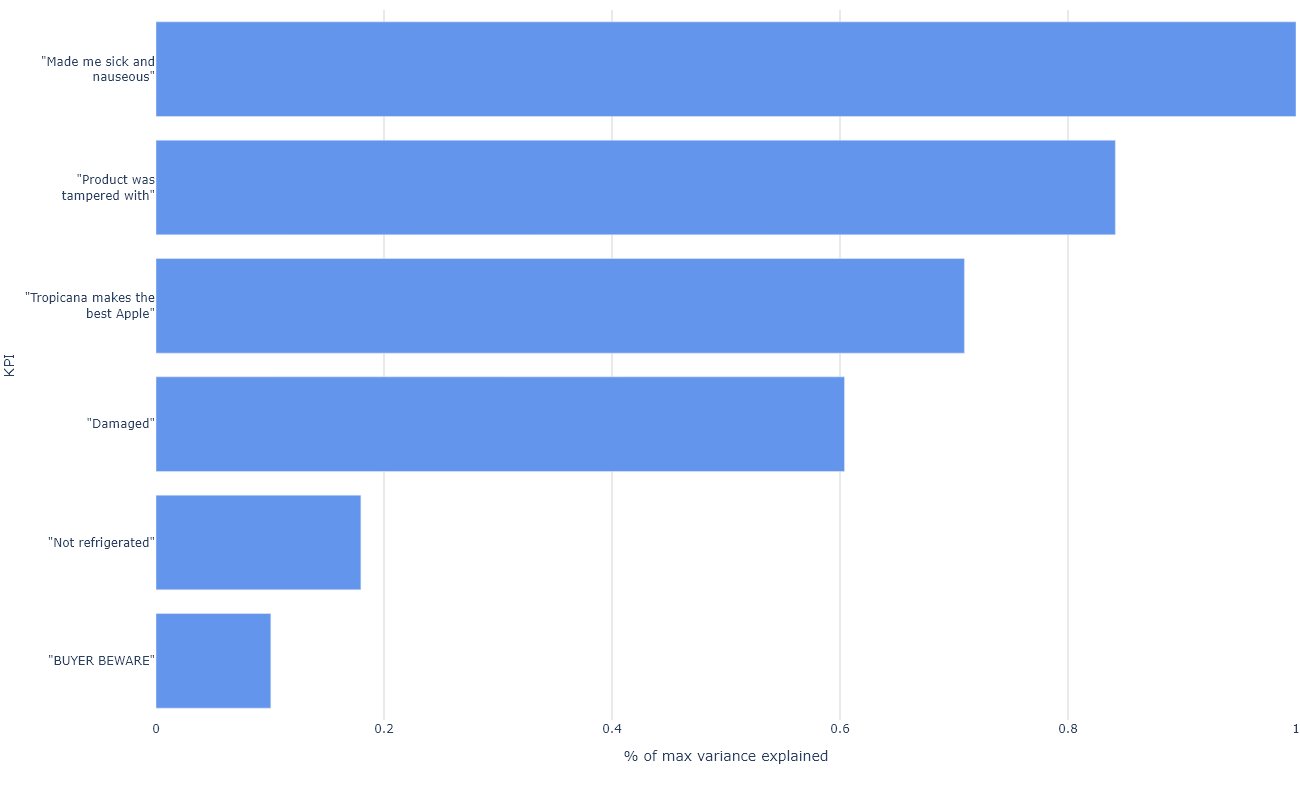 "Made me sick and
nauseous"
"Product was
tampered with"
"Tropicana makes the
best Apple"
KPI
"Damaged"
"Not refrigerated"
"BUYER BEWARE"
0 0.2 0.4 0.6 0.8 1
% of max variance explained